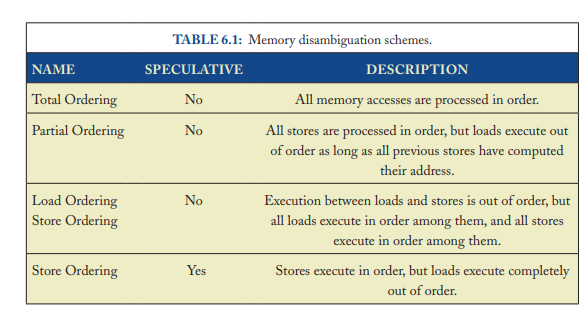 TABLE 6.1: Memory disambiguation schemes.
NAME SPECULATIVE DESCRIPTION
Total Ordering No All memory accesses are processed in order.
Partial Ordering No All stores are processed in order, but loads execute out
of order as long as all previous stores have computed
their address.
Load Ordering No Execution between loads and stores is out of order, but
Store Ordering all loads execute in order among them, and all stores
execute in order among them.
Store Ordering Yes Stores execute in order, but loads execute completely
out of order.